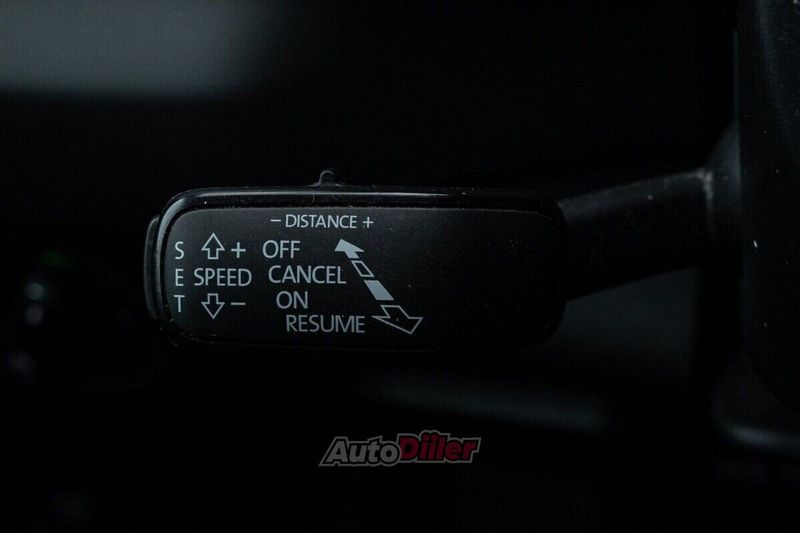 − DISTANCE +
S + OFF
E SPEED CANCEL
T − ON
RESUME
AutoDiiler